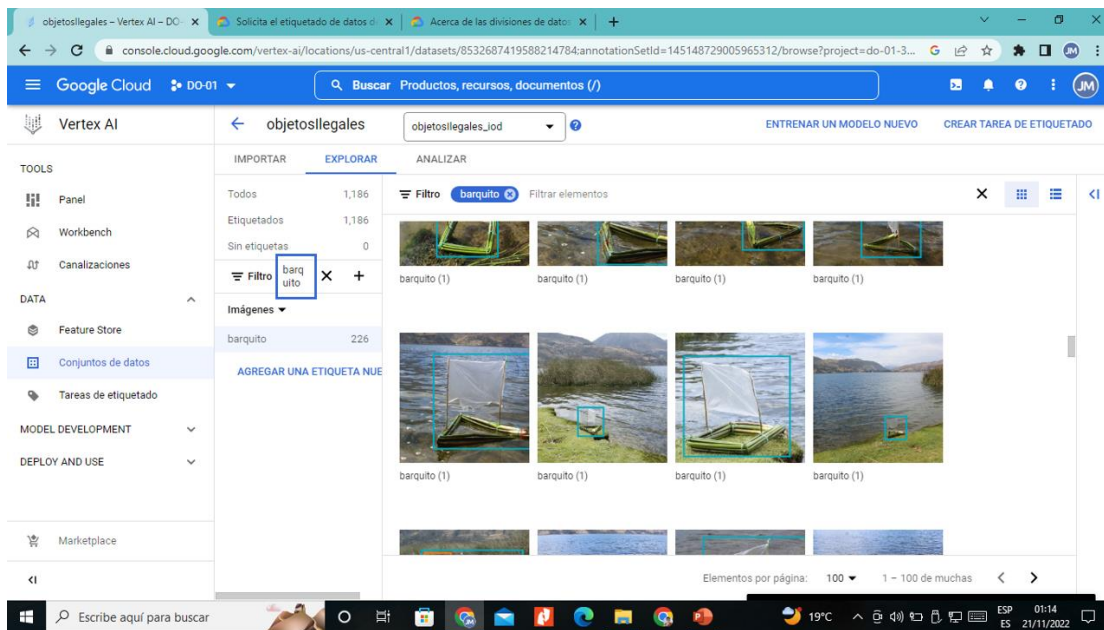 objetosIlegales – Vertex AI – DO-
Solicita el etiquetado de datos d
Acerca de las divisiones de datos
console.cloud.google.com/vertex-ai/locations/us-central1/datasets/8532687419588214784;annotationSetId=145148729005965312/browse?project=do-01-3...
Google Cloud DO-01 Buscar Productos, recursos, documentos (/) JM
Vertex AI objetosIlegales objetosIlegales_iod ENTRENAR UN MODELO NUEVO CREAR TAREA DE ETIQUETADO
IMPORTAR EXPLORAR ANALIZAR
TOOLS
Panel
Workbench
Canalizaciones
DATA
Feature Store
Conjuntos de datos
Tareas de etiquetado
MODEL DEVELOPMENT
DEPLOY AND USE
Marketplace
Todos 1,186
Etiquetados 1,186
Sin etiquetas 0
Filtro barq
uito
Imágenes
barquito 226
AGREGAR UNA ETIQUETA NUE
Filtro barquito Filtrar elementos
barquito (1) barquito (1) barquito (1) barquito (1)
barquito (1) barquito (1) barquito (1) barquito (1)
Elementos por página: 100 1 – 100 de muchas
Escribe aquí para buscar 19°C ESP 01:14
ES 21/11/2022